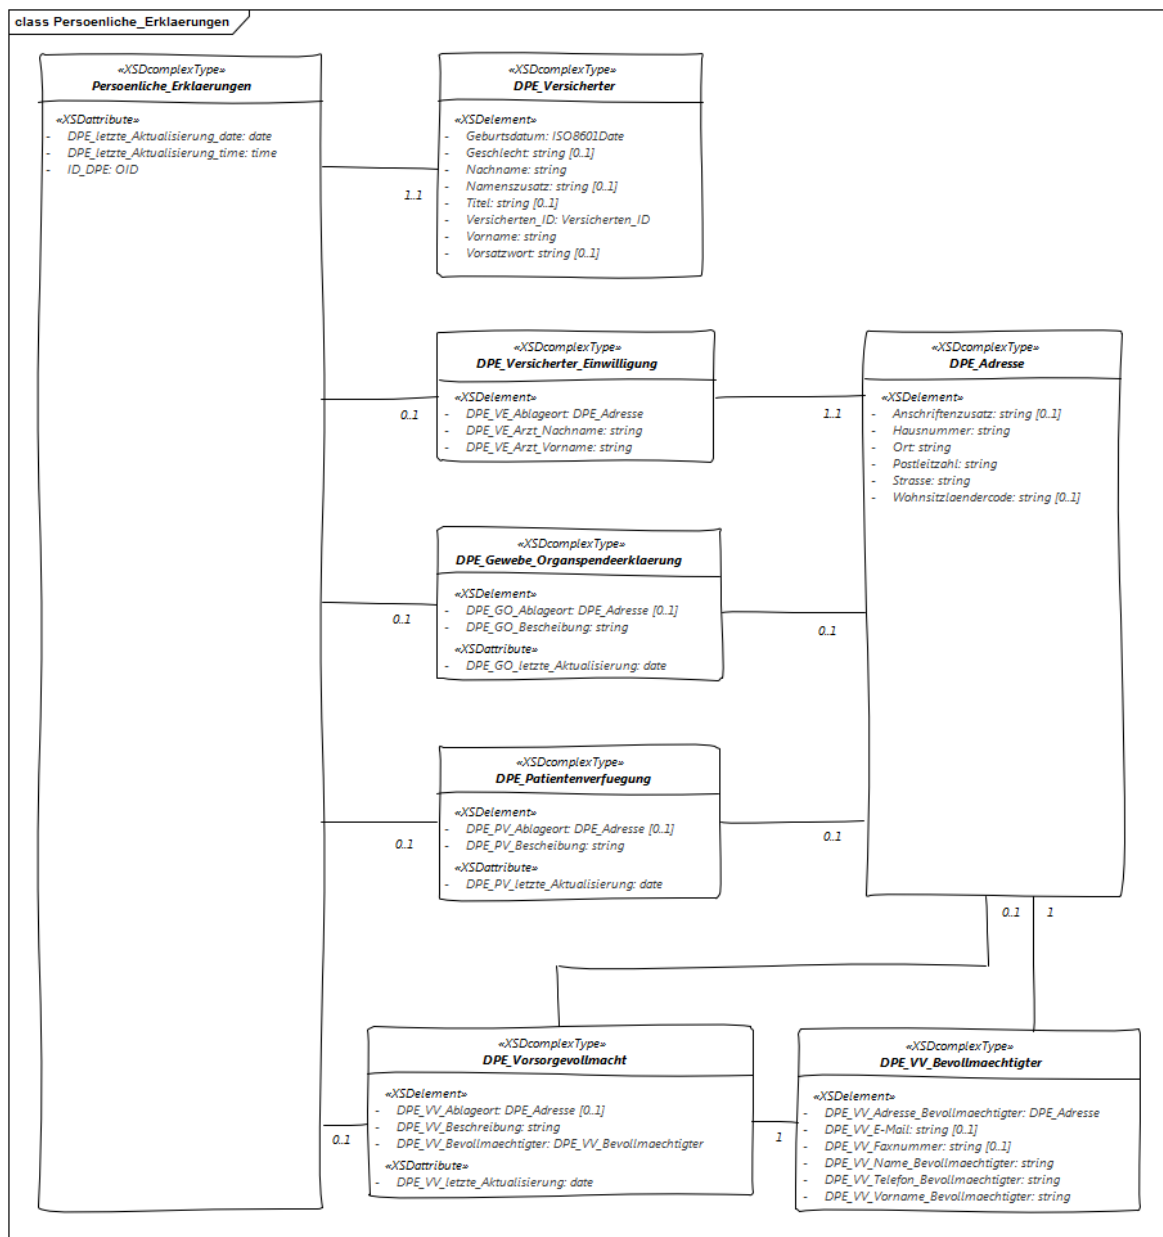 class Persoenliche_Erklaerungen
«XSDcomplexType»
Persoenliche_Erklaerungen
«XSDattribute»
- DPE_letzte_Aktualisierung_date: date
- DPE_letzte_Aktualisierung_time: time
- ID_DPE: OID
«XSDcomplexType»
DPE_Versicherter
«XSDelement»
- Geburtsdatum: ISO8601Date
- Geschlecht: string [0..1]
- Nachname: string
- Namenszusatz: string [0..1]
- Titel: string [0..1]
- Versicherten_ID: Versicherten_ID
- Vorname: string
- Vorsatzwort: string [0..1]
1..1
«XSDcomplexType»
DPE_Versicherter_Einwilligung
«XSDelement»
- DPE_VE_Ablageort: DPE_Adresse
- DPE_VE_Arzt_Nachname: string
- DPE_VE_Arzt_Vorname: string
0..1
1..1
«XSDcomplexType»
DPE_Adresse
«XSDelement»
- Anschriftenzusatz: string [0..1]
- Hausnummer: string
- Ort: string
- Postleitzahl: string
- Strasse: string
- Wohnsitzlaendercode: string [0..1]
«XSDcomplexType»
DPE_Gewebe_Organspendeerklaerung
«XSDelement»
- DPE_GO_Ablageort: DPE_Adresse [0..1]
- DPE_GO_Bescheibung: string
«XSDattribute»
- DPE_GO_letzte_Aktualisierung: date
0..1
0..1
«XSDcomplexType»
DPE_Patientenverfuegung
«XSDelement»
- DPE_PV_Ablageort: DPE_Adresse [0..1]
- DPE_PV_Bescheibung: string
«XSDattribute»
- DPE_PV_letzte_Aktualisierung: date
0..1
0..1
0..1
1
«XSDcomplexType»
DPE_Vorsorgevollmacht
«XSDelement»
- DPE_VV_Ablageort: DPE_Adresse [0..1]
- DPE_VV_Beschreibung: string
- DPE_VV_Bevollmaechtigter: DPE_VV_Bevollmaechtigter
«XSDattribute»
- DPE_VV_letzte_Aktualisierung: date
0..1
1
«XSDcomplexType»
DPE_VV_Bevollmaechtigter
«XSDelement»
- DPE_VV_Adresse_Bevollmaechtigter: DPE_Adresse
- DPE_VV_E-Mail: string [0..1]
- DPE_VV_Faxnummer: string [0..1]
- DPE_VV_Name_Bevollmaechtigter: string
- DPE_VV_Telefon_Bevollmaechtigter: string
- DPE_VV_Vorname_Bevollmaechtigter: string